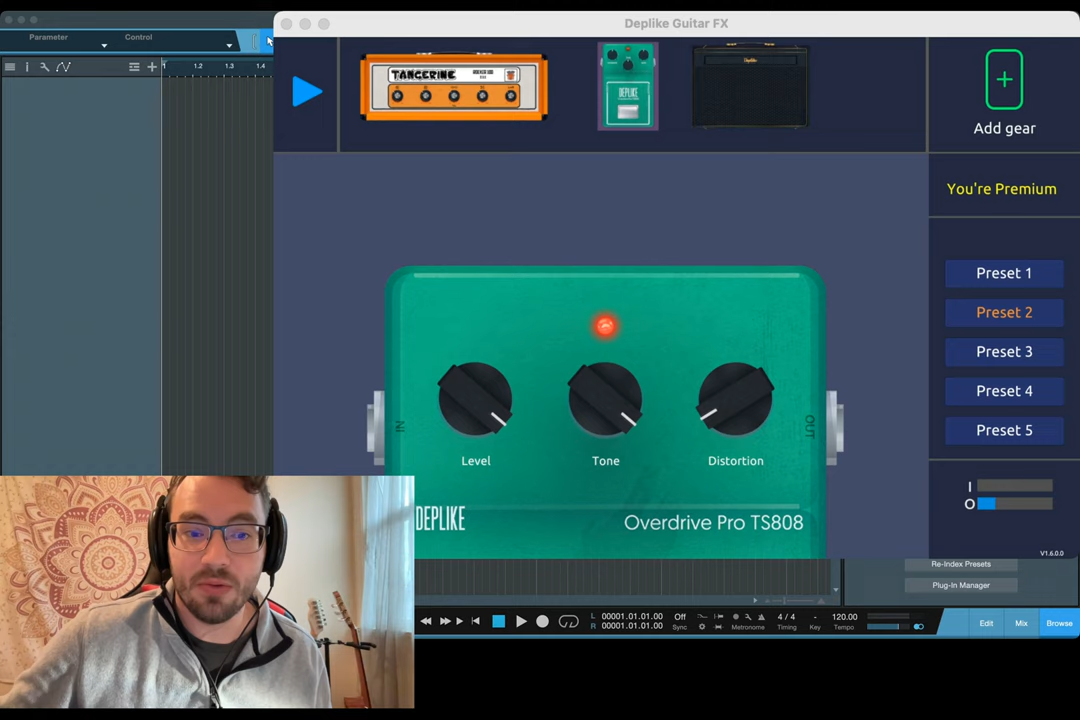 Deplike Guitar FX
Parameter
Control
1
1.2
1.3
1.4
TANGERINE
DEPLIKE
Add gear
You're Premium
Preset 1
Preset 2
Preset 3
Preset 4
Preset 5
I
O
V1.6.0.0
IN
OUT
Level
Tone
Distortion
DEPLIKE
Overdrive Pro TS808
Re-Index Presets
Plug-In Manager
L 00001.01.01.00
R 00001.01.01.00
Off
Sync
Metronome
4 / 4
Timing
-
Key
120.00
Tempo
Edit
Mix
Browse